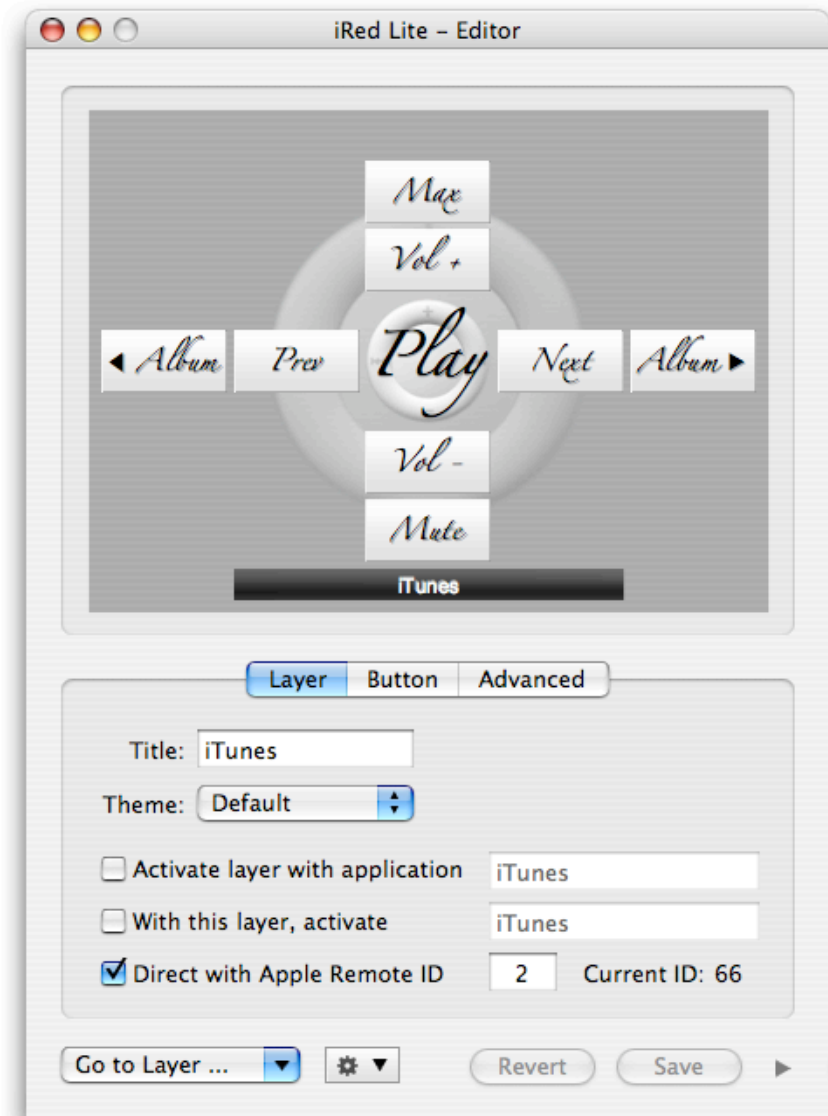 iRed Lite – Editor
Max
Vol +
◀ Album Prev Play Next Album ▶
Vol -
Mute
iTunes
Layer Button Advanced
Title: iTunes
Theme: Default
Activate layer with application iTunes
With this layer, activate iTunes
Direct with Apple Remote ID 2 Current ID: 66
Go to Layer ... Revert Save